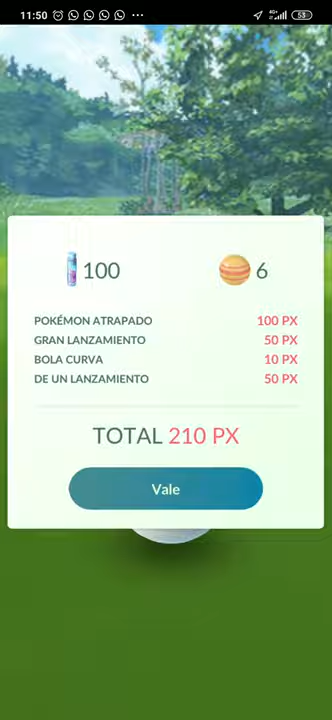 11:50
4G+ 53
100 6
POKÉMON ATRAPADO 100 PX
GRAN LANZAMIENTO 50 PX
BOLA CURVA 10 PX
DE UN LANZAMIENTO 50 PX
TOTAL 210 PX
Vale